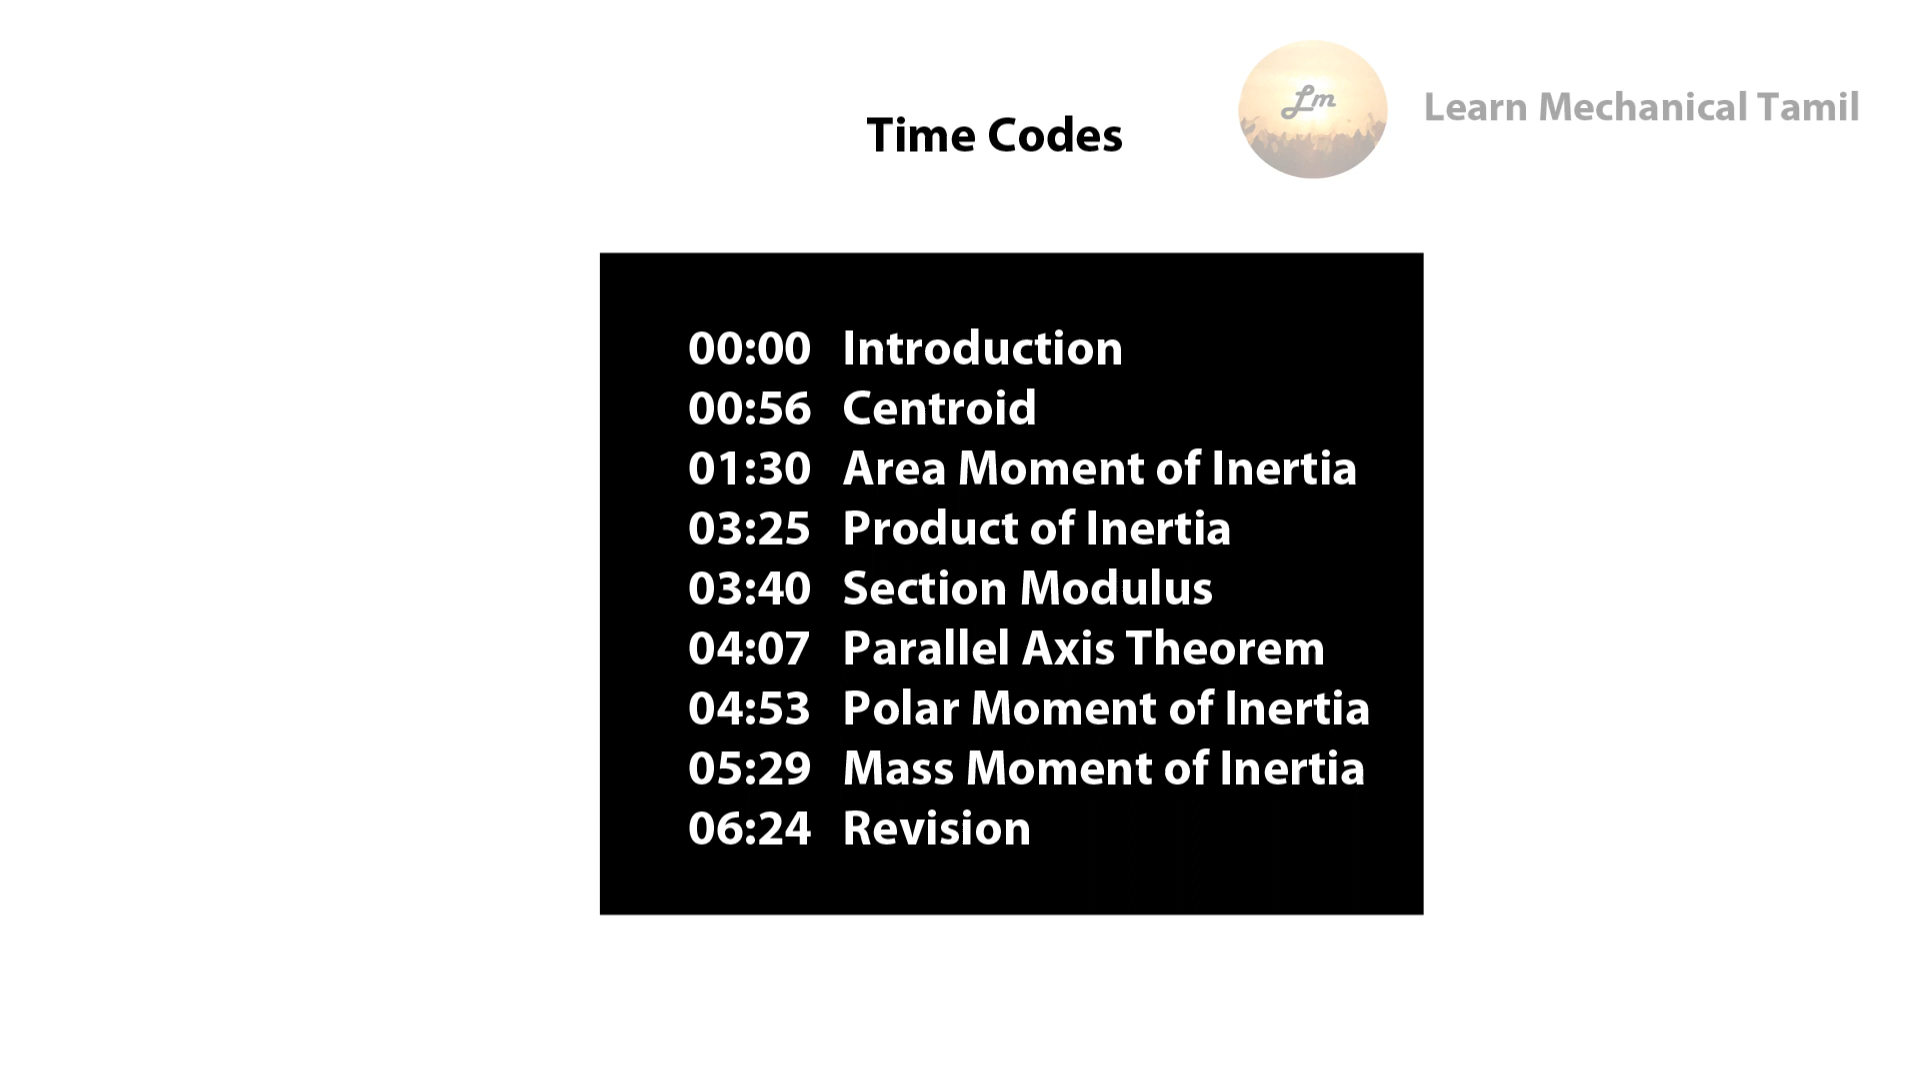 Lm
Learn Mechanical Tamil
Time Codes
00:00 Introduction
00:56 Centroid
01:30 Area Moment of Inertia
03:25 Product of Inertia
03:40 Section Modulus
04:07 Parallel Axis Theorem
04:53 Polar Moment of Inertia
05:29 Mass Moment of Inertia
06:24 Revision